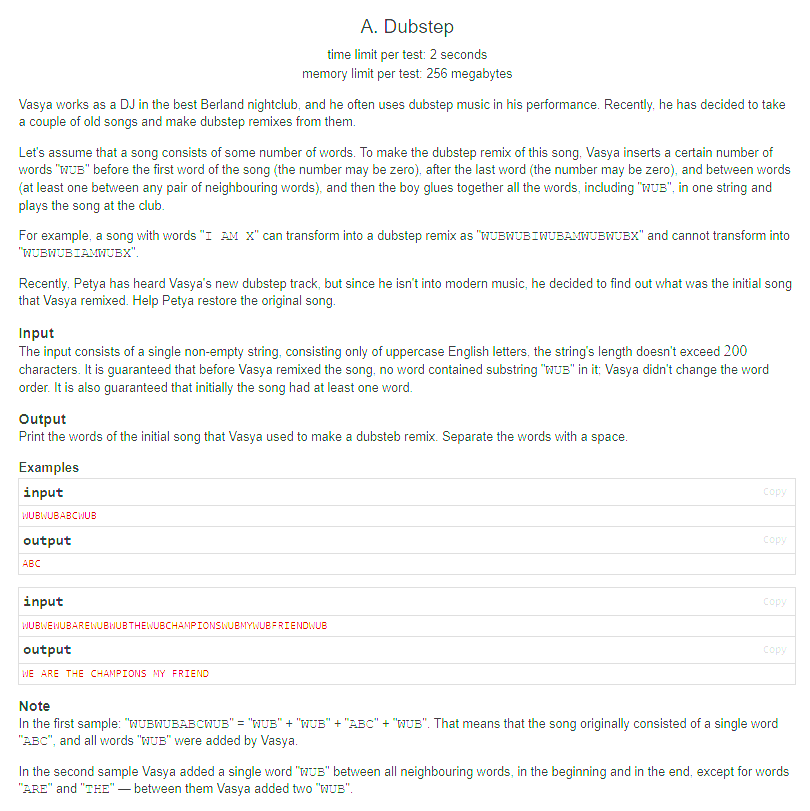 A. Dubstep
time limit per test: 2 seconds
memory limit per test: 256 megabytes
Vasya works as a DJ in the best Berland nightclub, and he often uses dubstep music in his performance. Recently, he has decided to take
a couple of old songs and make dubstep remixes from them.
Let's assume that a song consists of some number of words. To make the dubstep remix of this song, Vasya inserts a certain number of
words "WUB" before the first word of the song (the number may be zero), after the last word (the number may be zero), and between words
(at least one between any pair of neighbouring words), and then the boy glues together all the words, including "WUB", in one string and
plays the song at the club.
For example, a song with words "I AM X" can transform into a dubstep remix as "WUBWUBIWUBAMWUBWUBX" and cannot transform into
"WUBWUBIAMWUBX".
Recently, Petya has heard Vasya's new dubstep track, but since he isn't into modern music, he decided to find out what was the initial song
that Vasya remixed. Help Petya restore the original song.
Input
The input consists of a single non-empty string, consisting only of uppercase English letters, the string's length doesn't exceed 200
characters. It is guaranteed that before Vasya remixed the song, no word contained substring "WUB" in it; Vasya didn't change the word
order. It is also guaranteed that initially the song had at least one word.
Output
Print the words of the initial song that Vasya used to make a dubsteb remix. Separate the words with a space.
Examples
input Copy
WUBWUBABCWUB
output Copy
ABC
input Copy
WUBWEWUBAREWUBWUBTHEWUBCHAMPIONSWUBMYWUBFRIENDWUB
output Copy
WE ARE THE CHAMPIONS MY FRIEND
Note
In the first sample: "WUBWUBABCWUB" = "WUB" + "WUB" + "ABC" + "WUB". That means that the song originally consisted of a single word
"ABC", and all words "WUB" were added by Vasya.
In the second sample Vasya added a single word "WUB" between all neighbouring words, in the beginning and in the end, except for words
"ARE" and "THE" — between them Vasya added two "WUB".